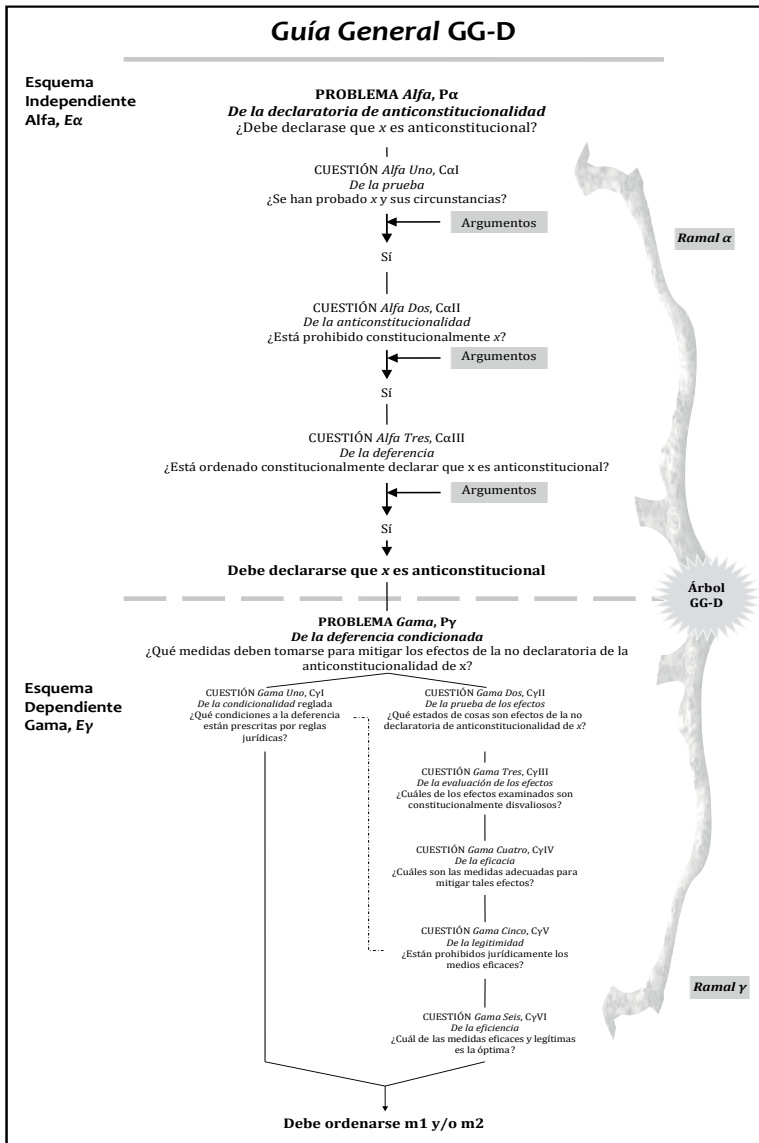 Guía General GG-D
Esquema
Independiente
Alfa, Eα
PROBLEMA Alfa, Pα
De la declaratoria de anticonstitucionalidad
¿Debe declarase que x es anticonstitucional?
CUESTIÓN Alfa Uno, CαI
De la prueba
¿Se han probado x y sus circunstancias?
Argumentos
Ramal α
Sí
CUESTIÓN Alfa Dos, CαII
De la anticonstitucionalidad
¿Está prohibido constitucionalmente x?
Argumentos
Sí
CUESTIÓN Alfa Tres, CαIII
De la deferencia
¿Está ordenado constitucionalmente declarar que x es anticonstitucional?
Argumentos
Sí
Debe declararse que x es anticonstitucional
Árbol
GG-D
PROBLEMA Gama, Pγ
De la deferencia condicionada
¿Qué medidas deben tomarse para mitigar los efectos de la no declaratoria de la
anticonstitucionalidad de x?
Esquema
Dependiente
Gama, Eγ
CUESTIÓN Gama Uno, CγI
De la condicionalidad reglada
¿Qué condiciones a la deferencia
están prescritas por reglas
jurídicas?
CUESTIÓN Gama Dos, CγII
De la prueba de los efectos
¿Qué estados de cosas son efectos de la no
declaratoria de anticonstitucionalidad de x?
CUESTIÓN Gama Tres, CγIII
De la evaluación de los efectos
¿Cuáles de los efectos examinados son
constitucionalmente disvaliosos?
CUESTIÓN Gama Cuatro, CγIV
De la eficacia
¿Cuáles son las medidas adecuadas para
mitigar tales efectos?
CUESTIÓN Gama Cinco, CγV
De la legitimidad
¿Están prohibidos jurídicamente los
medios eficaces?
Ramal γ
CUESTIÓN Gama Seis, CγVI
De la eficiencia
¿Cuál de las medidas eficaces y legítimas
es la óptima?
Debe ordenarse m1 y/o m2